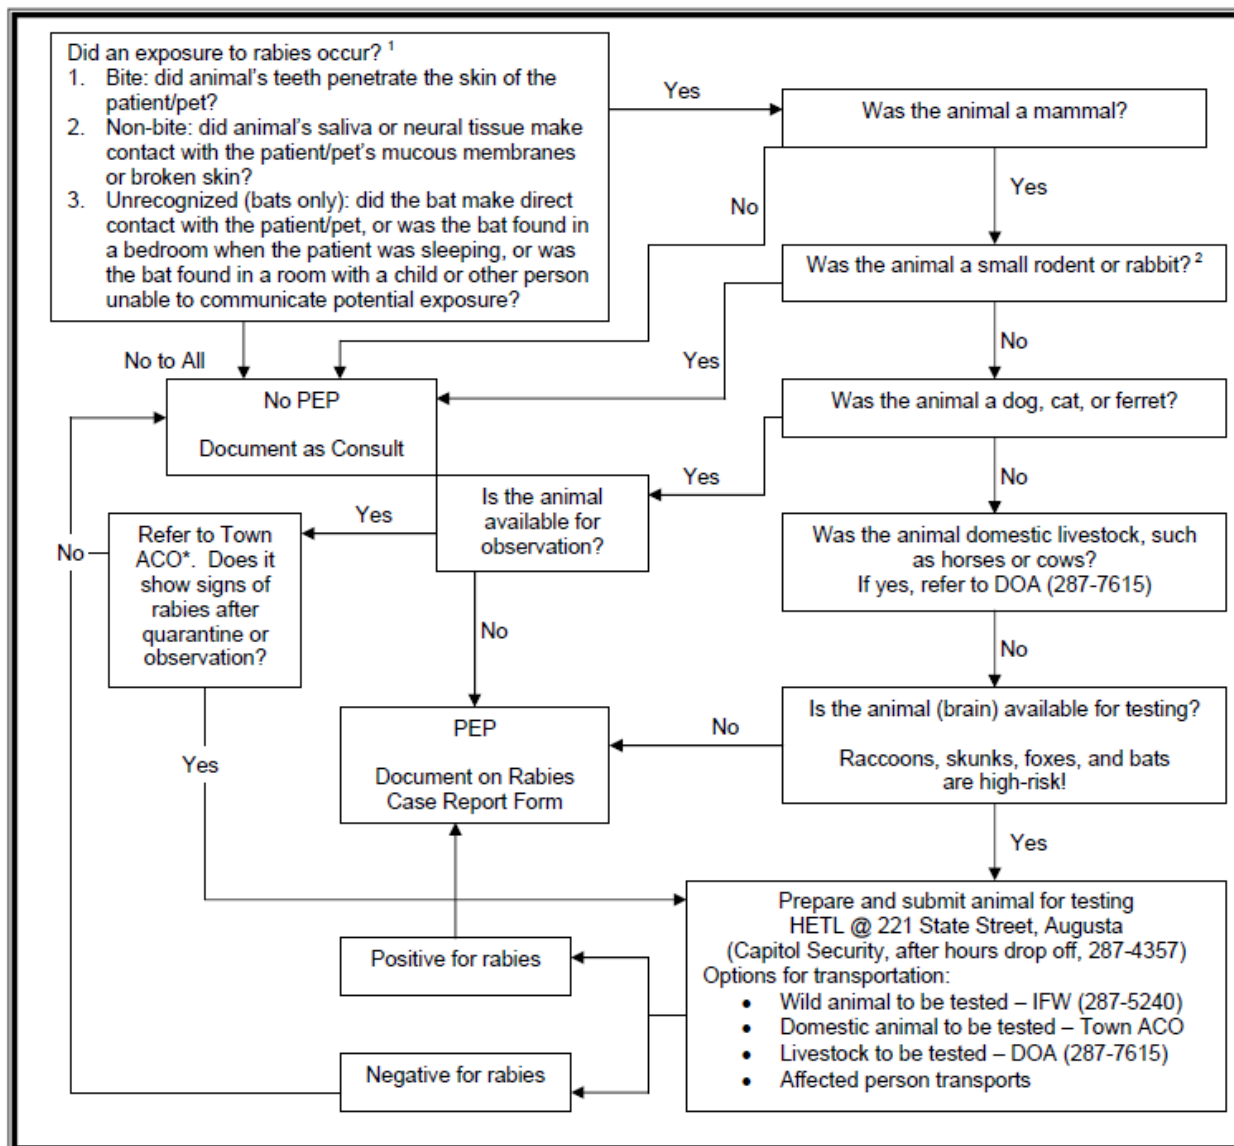 Did an exposure to rabies occur? 1
1. Bite: did animal's teeth penetrate the skin of the
patient/pet?
2. Non-bite: did animal's saliva or neural tissue make
contact with the patient/pet's mucous membranes
or broken skin?
3. Unrecognized (bats only): did the bat make direct
contact with the patient/pet, or was the bat found in
a bedroom when the patient was sleeping, or was
the bat found in a room with a child or other person
unable to communicate potential exposure?
Yes
Was the animal a mammal?
No
Yes
Was the animal a small rodent or rabbit? 2
No to All
Yes
No
No PEP
Document as Consult
Was the animal a dog, cat, or ferret?
Yes
No
Is the animal
available for
observation?
Yes
No
Refer to Town
ACO*. Does it
show signs of
rabies after
quarantine or
observation?
No
Yes
Was the animal domestic livestock, such
as horses or cows?
If yes, refer to DOA (287-7615)
No
Is the animal (brain) available for testing?
Raccoons, skunks, foxes, and bats
are high-risk!
No
Yes
PEP
Document on Rabies
Case Report Form
Prepare and submit animal for testing
HETL @ 221 State Street, Augusta
(Capitol Security, after hours drop off, 287-4357)
Options for transportation:
• Wild animal to be tested – IFW (287-5240)
• Domestic animal to be tested – Town ACO
• Livestock to be tested – DOA (287-7615)
• Affected person transports
Positive for rabies
Negative for rabies